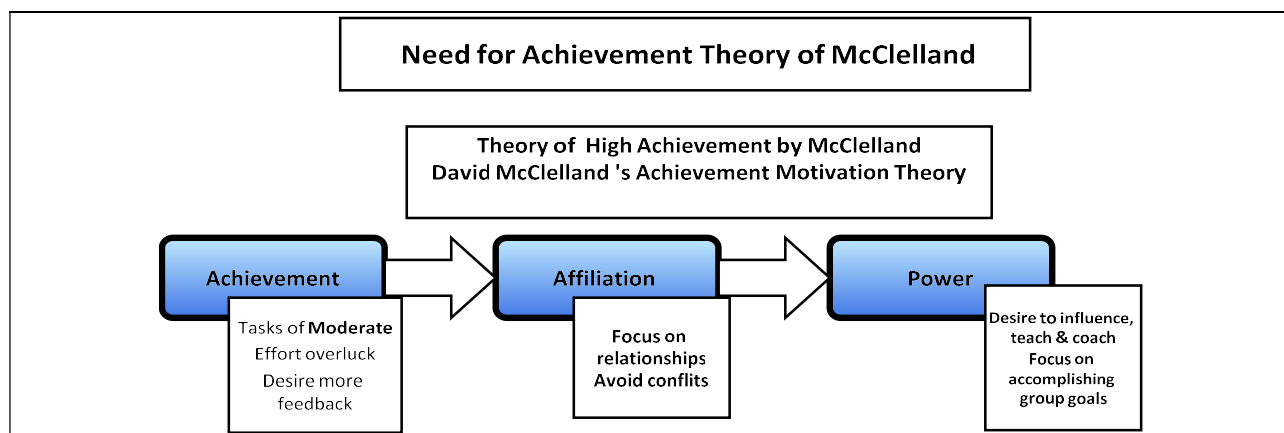 Need for Achievement Theory of McClelland
Theory of High Achievement by McClelland
David McClelland 's Achievement Motivation Theory
Achievement
Tasks of Moderate
Effort overluck
Desire more
feedback
Affiliation
Focus on
relationships
Avoid conflits
Power
Desire to influence,
teach & coach
Focus on
accomplishing
group goals